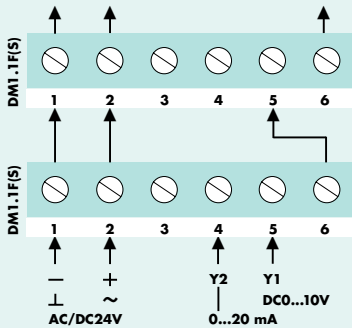 DM1.1F(S)
1 2 3 4 5 6
DM1.1F(S)
1 2 3 4 5 6
– + Y2 Y1
⊥ ~ DC0...10V
AC/DC24V 0...20 mA